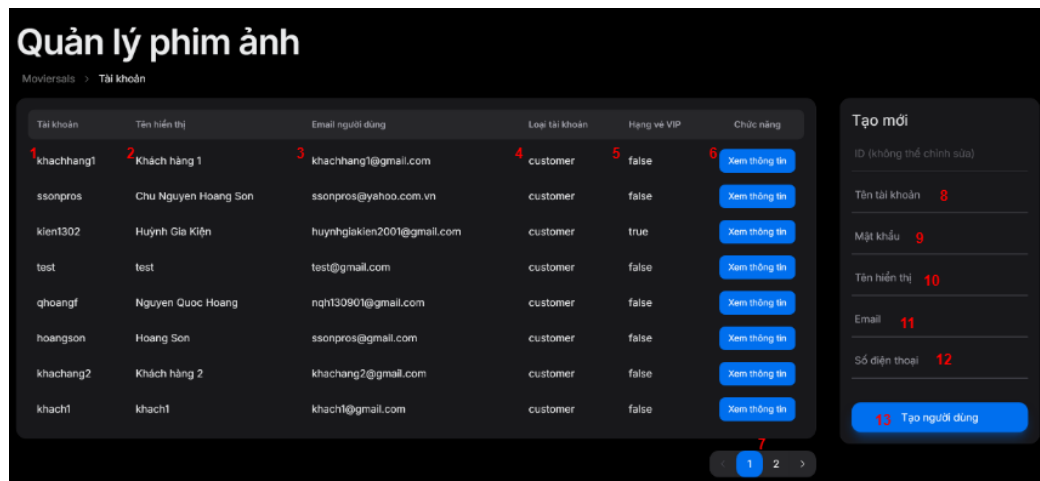 Quản lý phim ảnh
Moviersals > Tài khoản
Tài khoản Tên hiển thị Email người dùng Loại tài khoản Hạng vé VIP Chức năng
1 khachhang1 2 Khách hàng 1 3 khachhang1@gmail.com 4 customer 5 false 6 Xem thông tin
ssonpros Chu Nguyen Hoang Son ssonpros@yahoo.com.vn customer false Xem thông tin
kien1302 Huỳnh Gia Kiện huynhgiakien2001@gmail.com customer true Xem thông tin
test test test@gmail.com customer false Xem thông tin
qhoangf Nguyen Quoc Hoang nqh130901@gmail.com customer false Xem thông tin
hoangson Hoang Son ssonpros@gmail.com customer false Xem thông tin
khachang2 Khách hàng 2 khachang2@gmail.com customer false Xem thông tin
khach1 khach1 khach1@gmail.com customer false Xem thông tin
7
< 1 2 >
Tạo mới
ID (không thể chỉnh sửa)
Tên tài khoản 8
Mật khẩu 9
Tên hiển thị 10
Email 11
Số điện thoại 12
13 Tạo người dùng